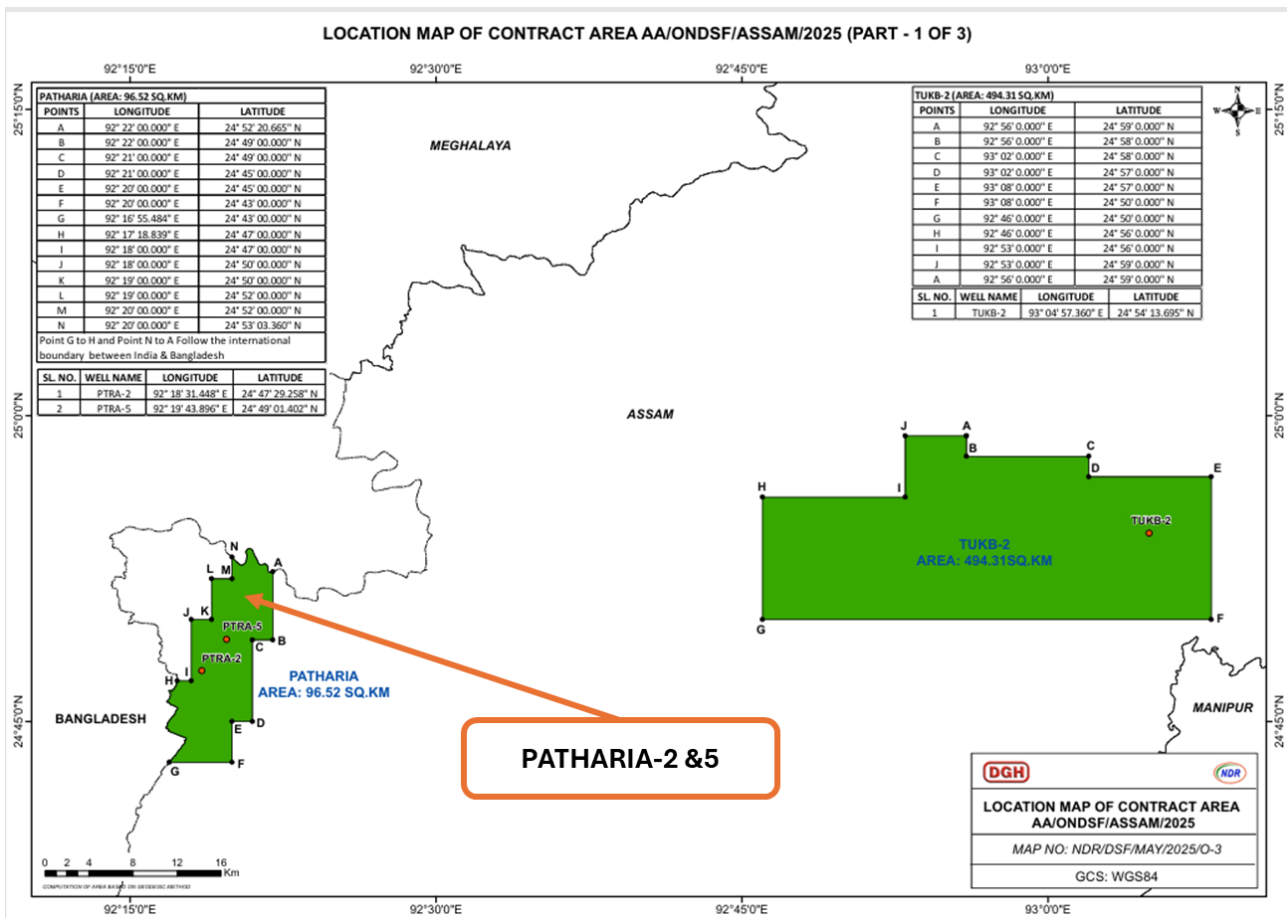 LOCATION MAP OF CONTRACT AREA AA/ONDSF/ASSAM/2025 (PART - 1 OF 3)
92°15'0"E 92°30'0"E 92°45'0"E 93°0'0"E
25°15'0"N 25°15'0"N
PATHARIA (AREA: 96.52 SQ.KM)
POINTS LONGITUDE LATITUDE
A 92° 22' 00.000" E 24° 52' 20.665" N
B 92° 22' 00.000" E 24° 49' 00.000" N
C 92° 21' 00.000" E 24° 49' 00.000" N
D 92° 21' 00.000" E 24° 45' 00.000" N
E 92° 20' 00.000" E 24° 45' 00.000" N
F 92° 20' 00.000" E 24° 43' 00.000" N
G 92° 16' 55.484" E 24° 43' 00.000" N
H 92° 17' 18.839" E 24° 47' 00.000" N
I 92° 18' 00.000" E 24° 47' 00.000" N
J 92° 18' 00.000" E 24° 50' 00.000" N
K 92° 19' 00.000" E 24° 50' 00.000" N
L 92° 19' 00.000" E 24° 52' 00.000" N
M 92° 20' 00.000" E 24° 52' 00.000" N
N 92° 20' 00.000" E 24° 53' 03.360" N
Point G to H and Point N to A Follow the international
boundary between India & Bangladesh
SL. NO. WELL NAME LONGITUDE LATITUDE
1 PTRA-2 92° 18' 31.448" E 24° 47' 29.258" N
2 PTRA-5 92° 19' 43.896" E 24° 49' 01.402" N
MEGHALAYA
TUKB-2 (AREA: 494.31 SQ.KM)
POINTS LONGITUDE LATITUDE
A 92° 56' 0.000" E 24° 59' 0.000" N
B 92° 56' 0.000" E 24° 58' 0.000" N
C 93° 02' 0.000" E 24° 58' 0.000" N
D 93° 02' 0.000" E 24° 57' 0.000" N
E 93° 08' 0.000" E 24° 57' 0.000" N
F 93° 08' 0.000" E 24° 50' 0.000" N
G 92° 46' 0.000" E 24° 50' 0.000" N
H 92° 46' 0.000" E 24° 56' 0.000" N
I 92° 53' 0.000" E 24° 56' 0.000" N
J 92° 53' 0.000" E 24° 59' 0.000" N
A 92° 56' 0.000" E 24° 59' 0.000" N
SL. NO. WELL NAME LONGITUDE LATITUDE
1 TUKB-2 93° 04' 57.360" E 24° 54' 13.695" N
N
W E
S
25°0'0"N 25°0'0"N
ASSAM
J A
B C
D E
H I
TUKB-2
TUKB-2
AREA: 494.31SQ.KM
G F
N
L M A
J K
PTRA-5
C B
PTRA-2
H I
PATHARIA
AREA: 96.52 SQ.KM
BANGLADESH
E D
G F
24°45'0"N 24°45'0"N
MANIPUR
PATHARIA-2 &5
DGH NDR
LOCATION MAP OF CONTRACT AREA
AA/ONDSF/ASSAM/2025
MAP NO: NDR/DSF/MAY/2025/O-3
GCS: WGS84
0 2 4 8 12 16
Km
COMPUTATION OF AREA BASED ON GEODESIC METHOD
92°15'0"E 92°30'0"E 92°45'0"E 93°0'0"E